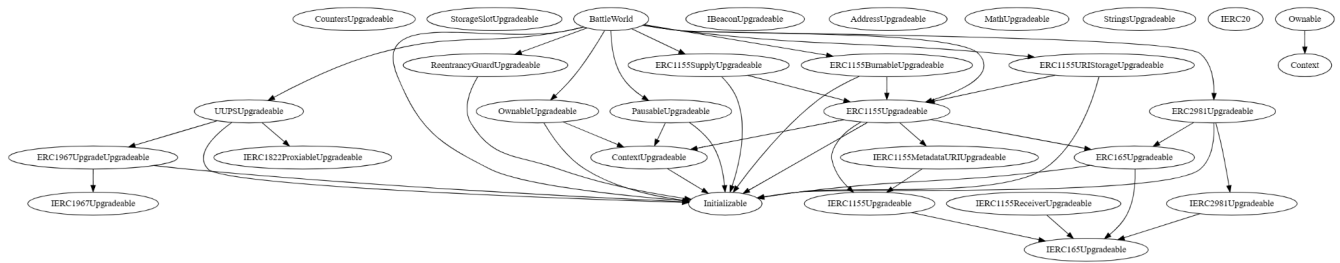 CountersUpgradeable
StorageSlotUpgradeable
BattleWorld
IBeaconUpgradeable
AddressUpgradeable
MathUpgradeable
StringsUpgradeable
IERC20
Ownable
ReentrancyGuardUpgradeable
ERC1155SupplyUpgradeable
ERC1155BurnableUpgradeable
ERC1155URIStorageUpgradeable
Context
UUPSUpgradeable
OwnableUpgradeable
PausableUpgradeable
ERC1155Upgradeable
ERC2981Upgradeable
ERC1967UpgradeUpgradeable
IERC1822ProxiableUpgradeable
ContextUpgradeable
IERC1155MetadataURIUpgradeable
ERC165Upgradeable
IERC1967Upgradeable
Initializable
IERC1155Upgradeable
IERC1155ReceiverUpgradeable
IERC2981Upgradeable
IERC165Upgradeable